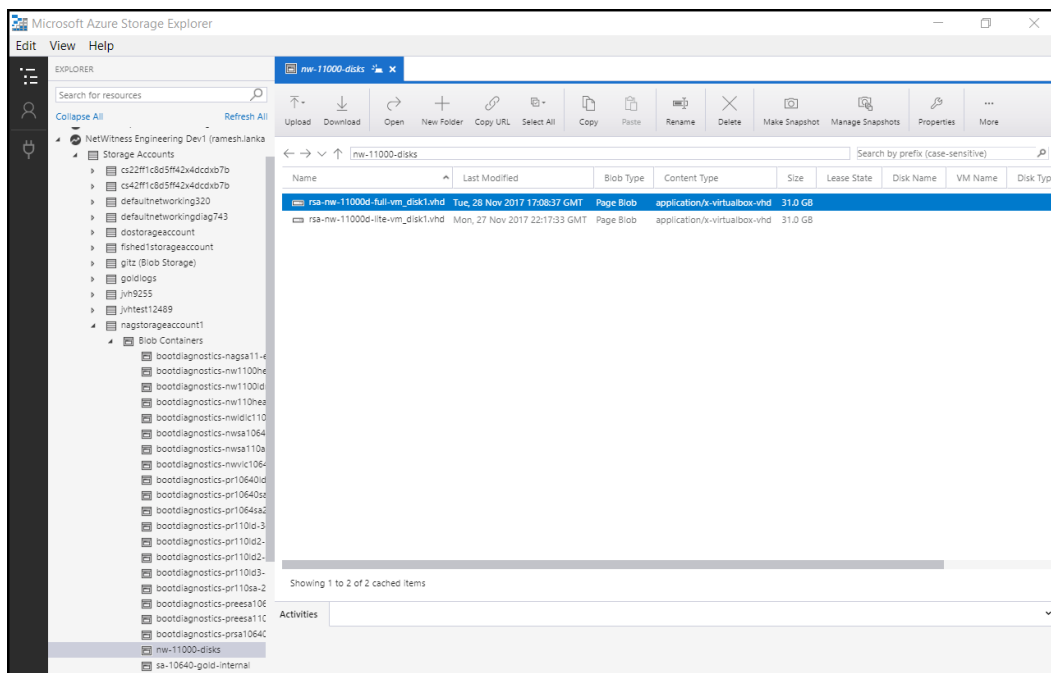 Microsoft Azure Storage Explorer
Edit View Help
EXPLORER
Search for resources
Collapse All Refresh All
NetWitness Engineering Dev1 (ramesh.lanka
Storage Accounts
cs22ff1c8d5ff42x4dcdxb7b
cs42ff1c8d5ff42x4dcdxb7b
defaultnetworking320
defaultnetworkingdiag743
dostorageaccount
fished1storageaccount
gitz (Blob Storage)
goldlogs
jvh9255
jvhtest12489
nagstorageaccount1
Blob Containers
bootdiagnostics-nagsa11-e
bootdiagnostics-nw1100he
bootdiagnostics-nw1100ld
bootdiagnostics-nw110hea
bootdiagnostics-nwldlc110
bootdiagnostics-nwsa1064
bootdiagnostics-nwsa110a
bootdiagnostics-nwvlc1064
bootdiagnostics-pr10640ld
bootdiagnostics-pr10640sa
bootdiagnostics-pr1064sa2
bootdiagnostics-pr110ld-3
bootdiagnostics-pr110ld2-
bootdiagnostics-pr110ld2-
bootdiagnostics-pr110ld3-
bootdiagnostics-pr110sa-2
bootdiagnostics-preesa106
bootdiagnostics-preesa110
bootdiagnostics-prsa10640
nw-11000-disks
sa-10640-gold-internal
nw-11000-disks
Upload Download Open New Folder Copy URL Select All Copy Paste Rename Delete Make Snapshot Manage Snapshots Properties More
nw-11000-disks Search by prefix (case-sensitive)
Name Last Modified Blob Type Content Type Size Lease State Disk Name VM Name Disk Typ
rsa-nw-11000d-full-vm_disk1.vhd Tue, 28 Nov 2017 17:08:37 GMT Page Blob application/x-virtualbox-vhd 31.0 GB
rsa-nw-11000d-lite-vm_disk1.vhd Mon, 27 Nov 2017 22:17:33 GMT Page Blob application/x-virtualbox-vhd 31.0 GB
Showing 1 to 2 of 2 cached items
Activities